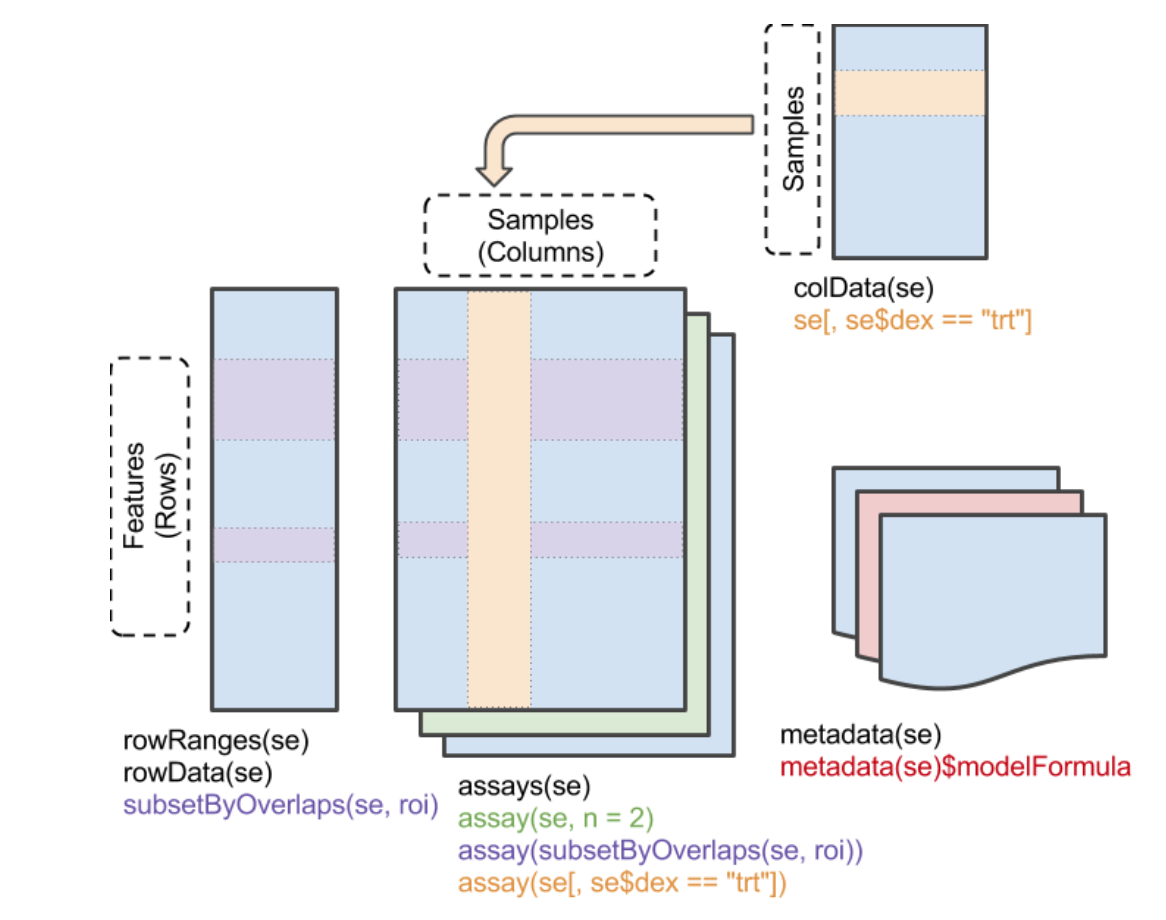 Samples
Samples
(Columns)
colData(se)
se[, se$dex == "trt"]
Features
(Rows)
rowRanges(se)
rowData(se)
subsetByOverlaps(se, roi)
assays(se)
assay(se, n = 2)
assay(subsetByOverlaps(se, roi))
assay(se[, se$dex == "trt"])
metadata(se)
metadata(se)$modelFormula